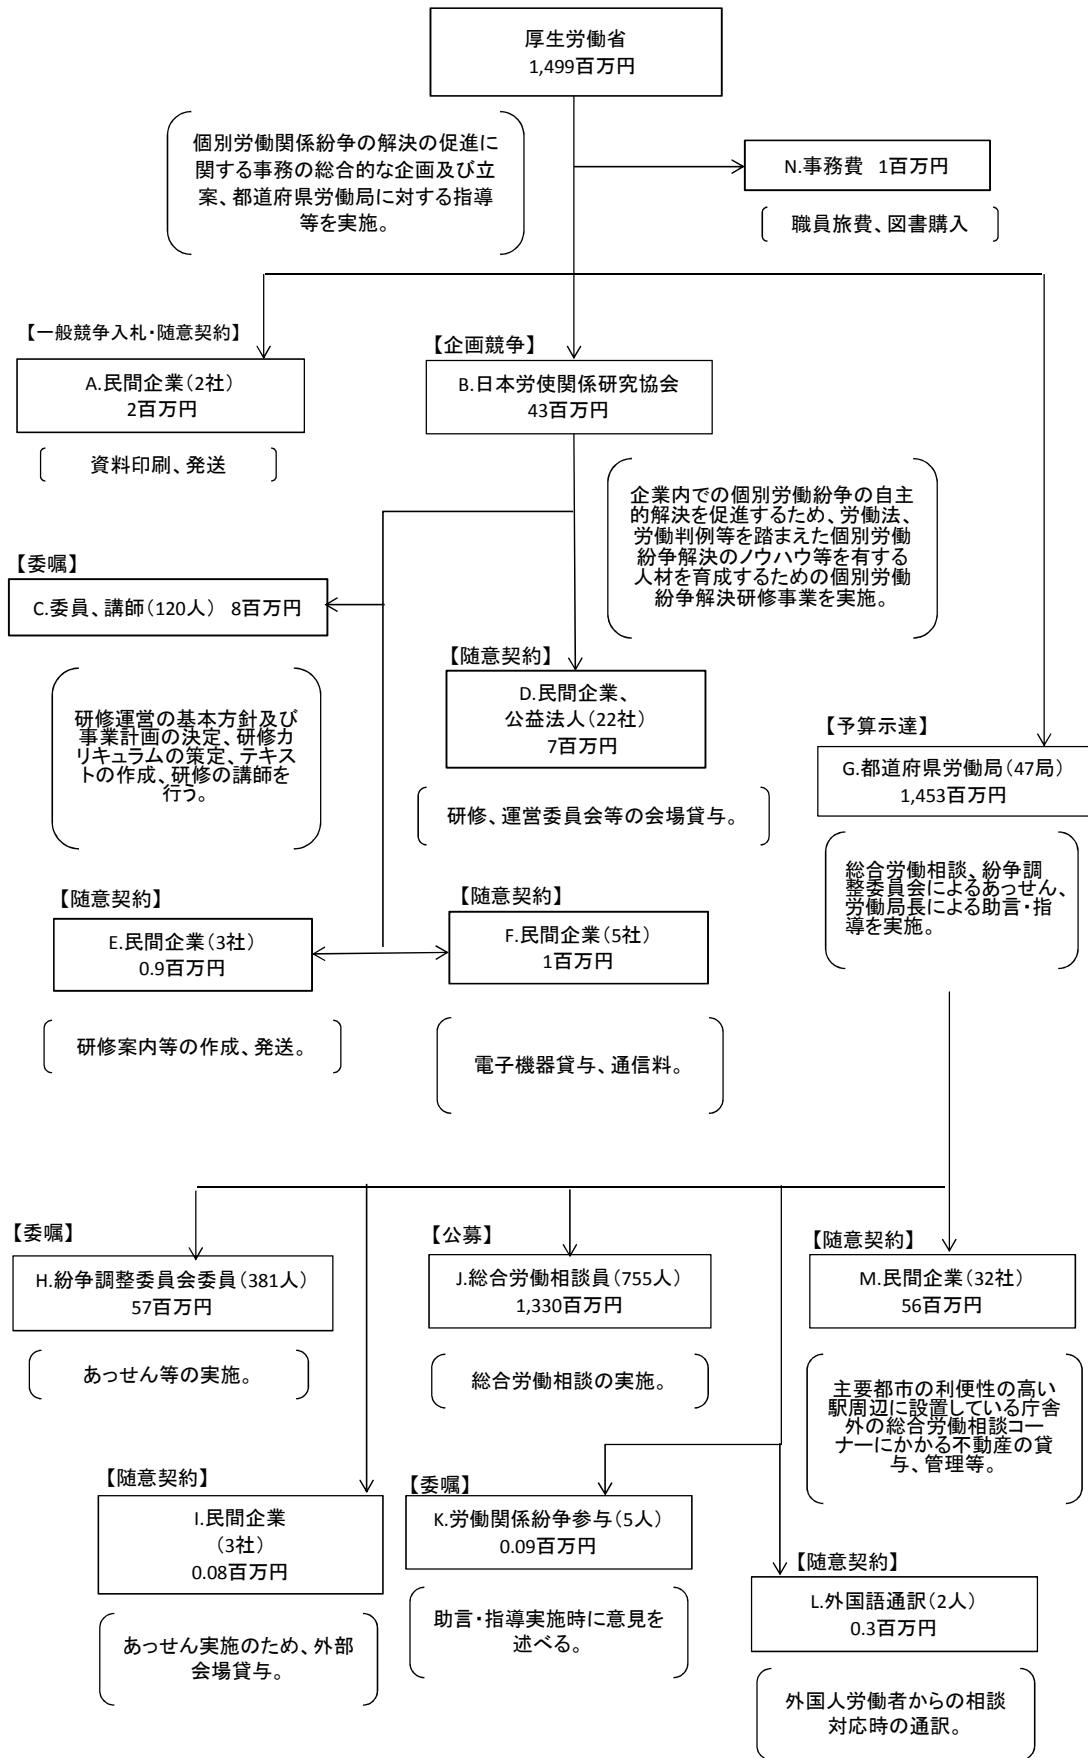 厚生労働省
1,499百万円
個別労働関係紛争の解決の促進に
関する事務の総合的な企画及び立
案、都道府県労働局に対する指導
等を実施。
N.事務費 1百万円
職員旅費、図書購入
【一般競争入札・随意契約】
A.民間企業(2社)
2百万円
資料印刷、発送
【企画競争】
B.日本労使関係研究協会
43百万円
企業内での個別労働紛争の自主
的解決を促進するため、労働法、
労働判例等を踏まえた個別労働
紛争解決のノウハウ等を有する
人材を育成するための個別労働
紛争解決研修事業を実施。
【委嘱】
C.委員、講師(120人) 8百万円
研修運営の基本方針及び
事業計画の決定、研修カ
リキュラムの策定、テキス
トの作成、研修の講師を
行う。
【随意契約】
D.民間企業、
公益法人(22社)
7百万円
研修、運営委員会等の会場貸与。
【予算示達】
G.都道府県労働局(47局)
1,453百万円
総合労働相談、紛争調
整委員会によるあっせん、
労働局長による助言・指
導を実施。
【随意契約】
E.民間企業(3社)
0.9百万円
研修案内等の作成、発送。
【随意契約】
F.民間企業(5社)
1百万円
電子機器貸与、通信料。
【委嘱】
H.紛争調整委員会委員(381人)
57百万円
あっせん等の実施。
【公募】
J.総合労働相談員(755人)
1,330百万円
総合労働相談の実施。
【随意契約】
M.民間企業(32社)
56百万円
主要都市の利便性の高い
駅周辺に設置している庁舎
外の総合労働相談コー
ナーにかかる不動産の貸
与、管理等。
【随意契約】
I.民間企業
(3社)
0.08百万円
あっせん実施のため、外部
会場貸与。
【委嘱】
K.労働関係紛争参与(5人)
0.09百万円
助言・指導実施時に意見を
述べる。
【随意契約】
L.外国語通訳(2人)
0.3百万円
外国人労働者からの相談
対応時の通訳。